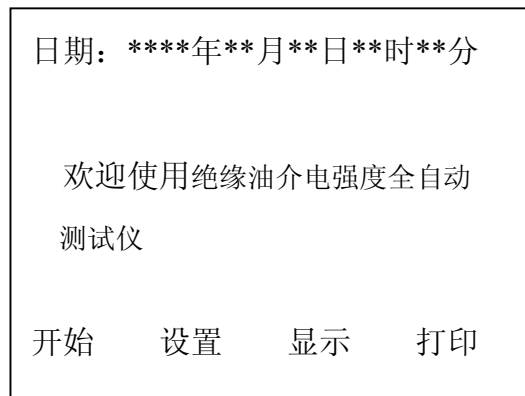 日期：****年**月**日**时**分
欢迎使用绝缘油介电强度全自动
测试仪
开始 设置 显示 打印